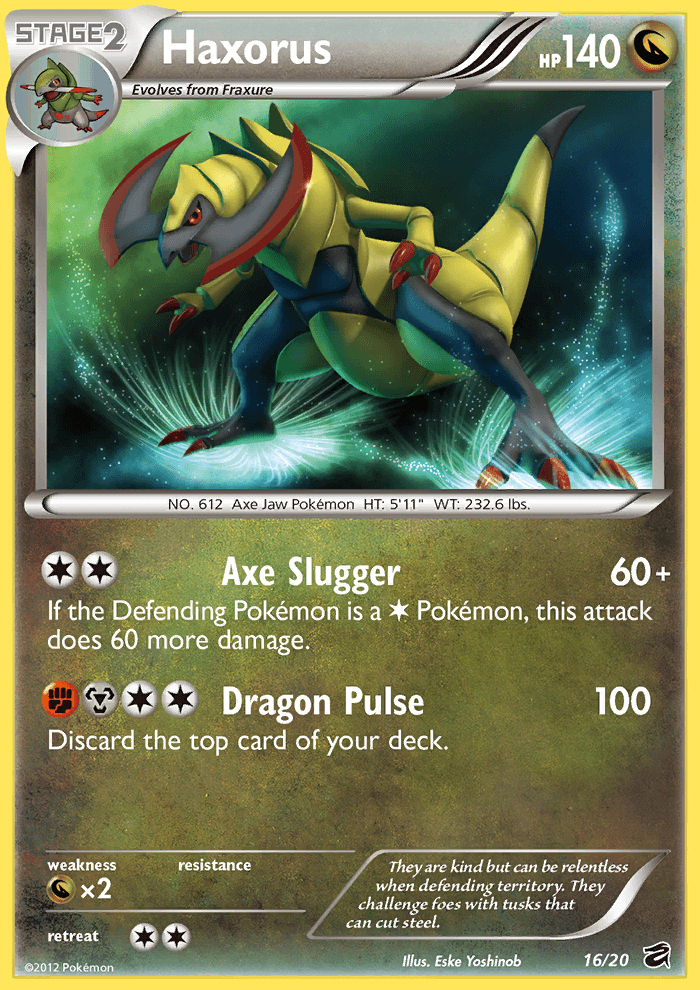 STAGE2
Haxorus
HP140
Evolves from Fraxure
NO. 612 Axe Jaw Pokémon HT: 5'11" WT: 232.6 lbs.
Axe Slugger 60+
If the Defending Pokémon is a Pokémon, this attack
does 60 more damage.
Dragon Pulse 100
Discard the top card of your deck.
weakness resistance
×2
retreat
They are kind but can be relentless
when defending territory. They
challenge foes with tusks that
can cut steel.
©2012 Pokémon
Illus. Eske Yoshinob
16/20